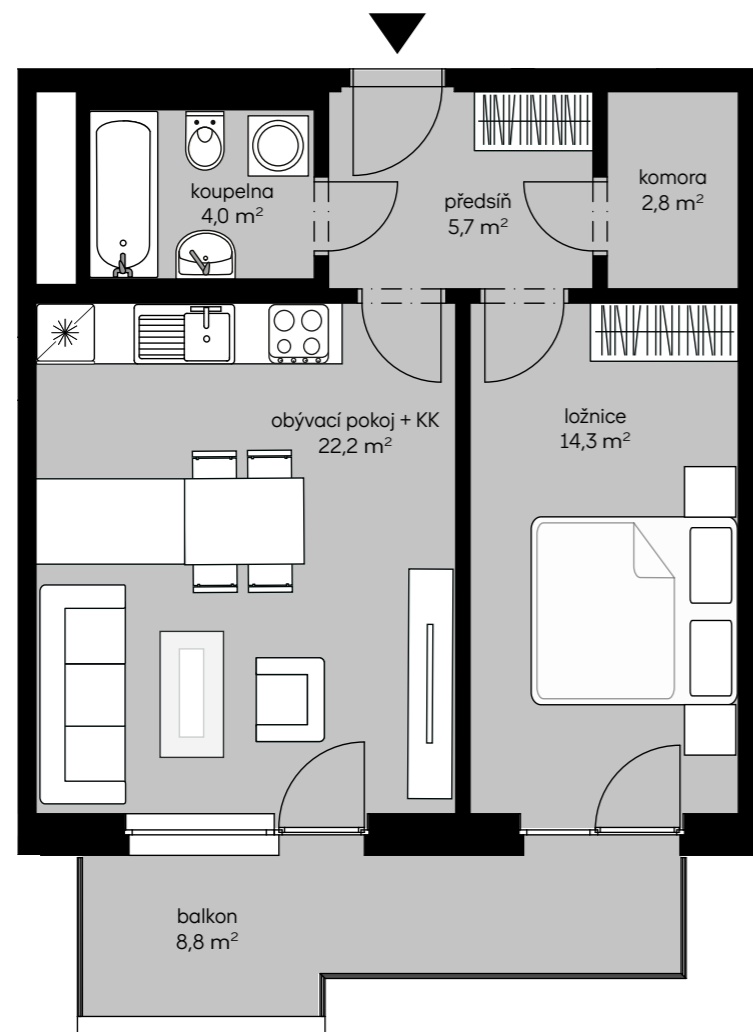 koupelna
4,0 m²
předsíň
5,7 m²
komora
2,8 m²
obývací pokoj + KK
22,2 m²
ložnice
14,3 m²
balkon
8,8 m²